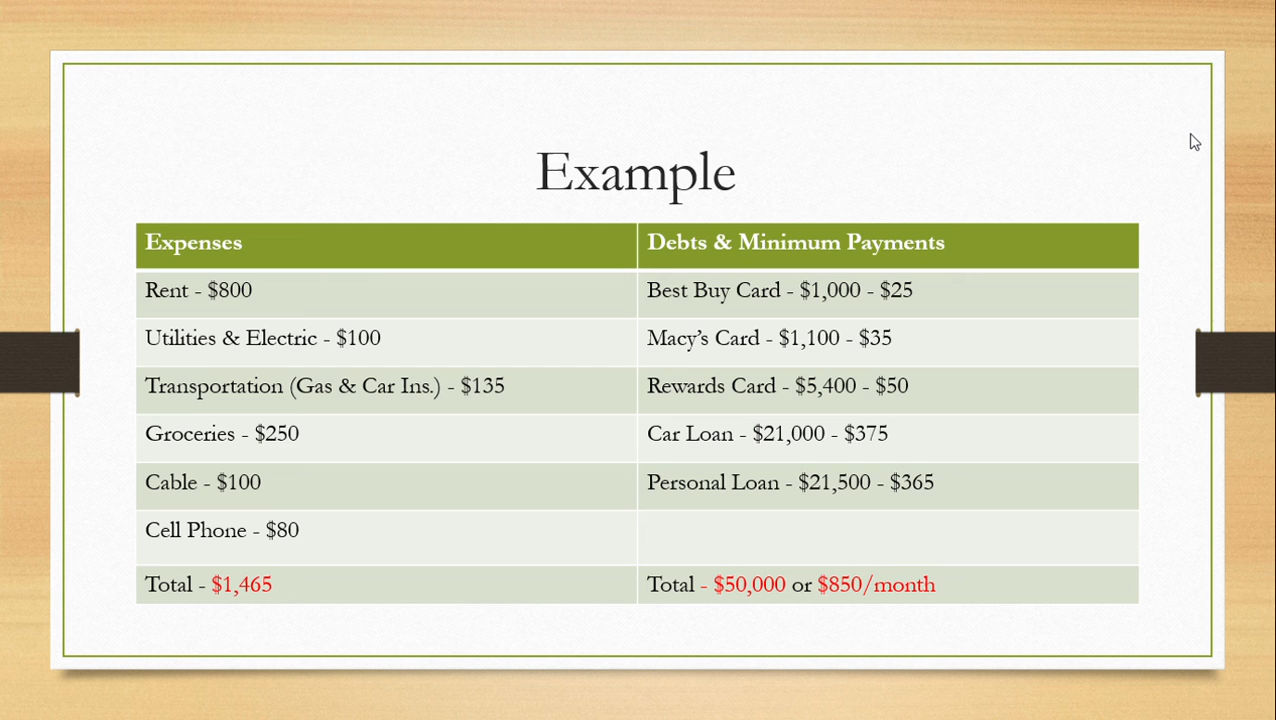 Example
Expenses
Debts & Minimum Payments
Rent - $800
Best Buy Card - $1,000 - $25
Utilities & Electric - $100
Macy’s Card - $1,100 - $35
Transportation (Gas & Car Ins.) - $135
Rewards Card - $5,400 - $50
Groceries - $250
Car Loan - $21,000 - $375
Cable - $100
Personal Loan - $21,500 - $365
Cell Phone - $80
Total - $1,465
Total - $50,000 or $850/month